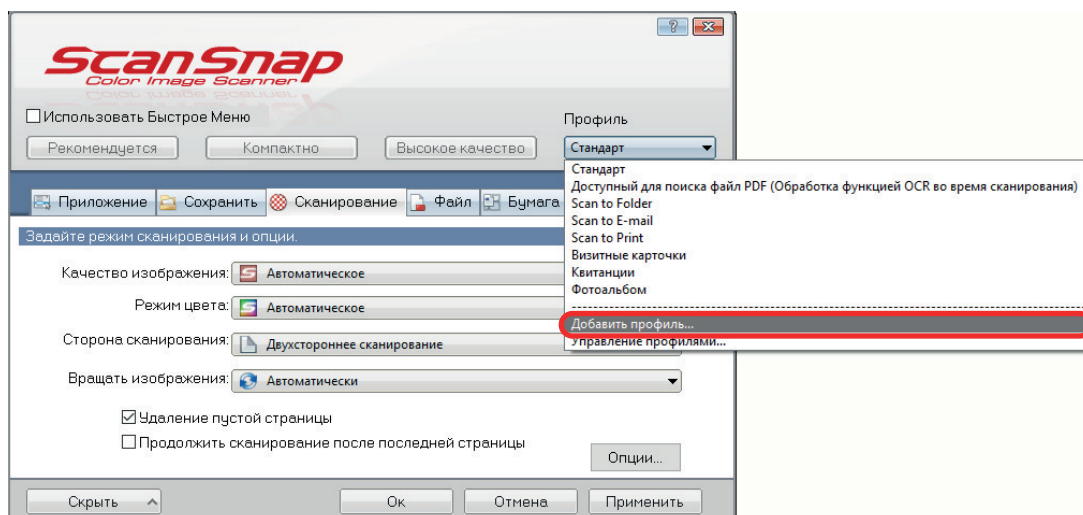 ScanSnap
Color Image Scanner
Использовать Быстрое Меню
Профиль
Рекомендуется
Компактно
Высокое качество
Стандарт
Стандарт
Доступный для поиска файл PDF (Обработка функцией OCR во время сканирования)
Scan to Folder
Scan to E-mail
Scan to Print
Визитные карточки
Квитанции
Фотоальбом
Добавить профиль...
Управление профилями...
Приложение
Сохранить
Сканирование
Файл
Бумага
Задайте режим сканирования и опции.
Качество изображения:
Автоматическое
Режим цвета:
Автоматическое
Сторона сканирования:
Двухстороннее сканирование
Вращать изображения:
Автоматически
Удаление пустой страницы
Продолжить сканирование после последней страницы
Опции...
Скрыть
Ок
Отмена
Применить